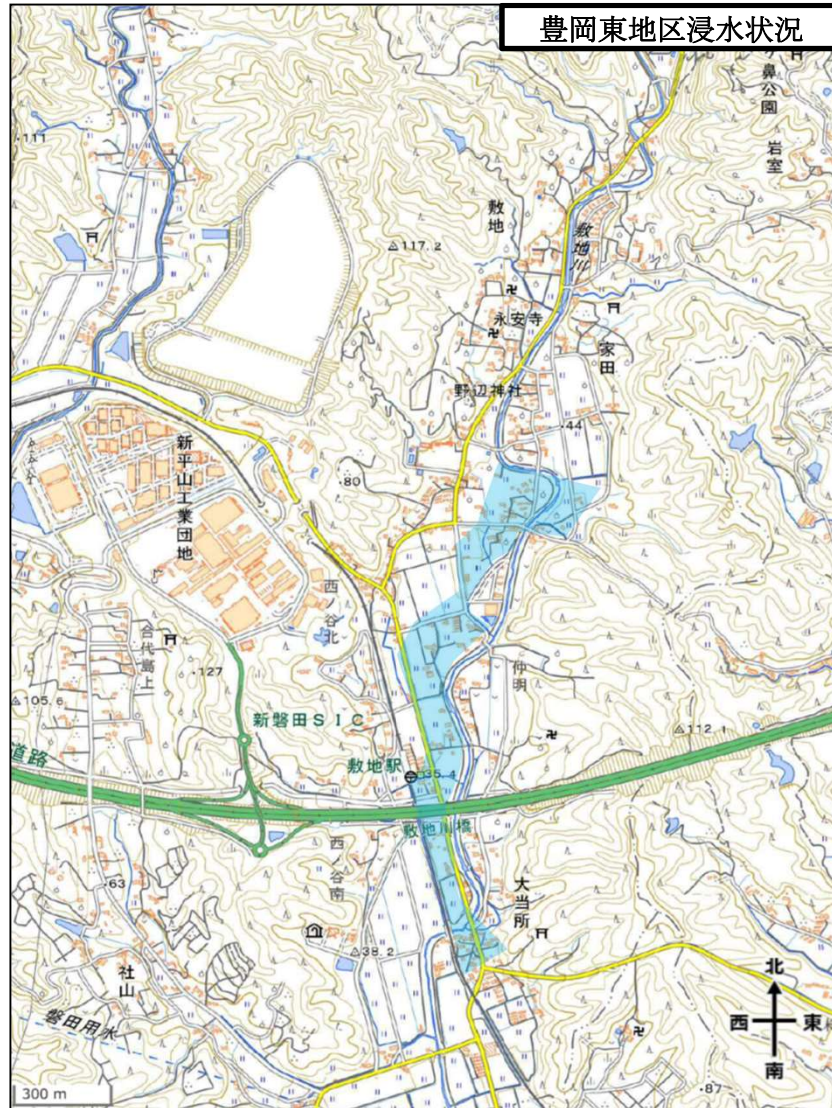 豊岡東地区浸水状況
鼻公園
岩室
・111
敷地
△117.2
敷地川
永安寺
家田
野辺神社
・44
新平山工業団地
・80
西ノ谷北
合代島上
・127
仲明
△105.6
新磐田SIC
△112.1
道路
敷地駅
35.4
敷地川橋
西ノ谷南
・63
大当所
△38.2
社山
磐田用水
北
西
東
南
300 m
・87